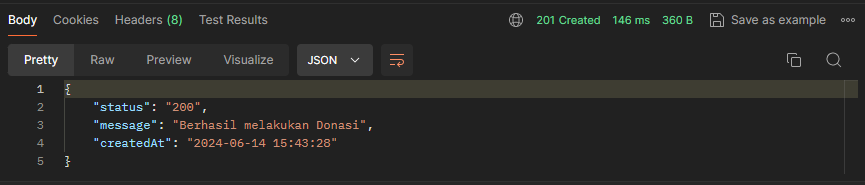 Body Cookies Headers (8) Test Results 201 Created 146 ms 360 B Save as example
Pretty Raw Preview Visualize JSON
1 {
2 "status": "200",
3 "message": "Berhasil melakukan Donasi",
4 "createdAt": "2024-06-14 15:43:28"
5 }